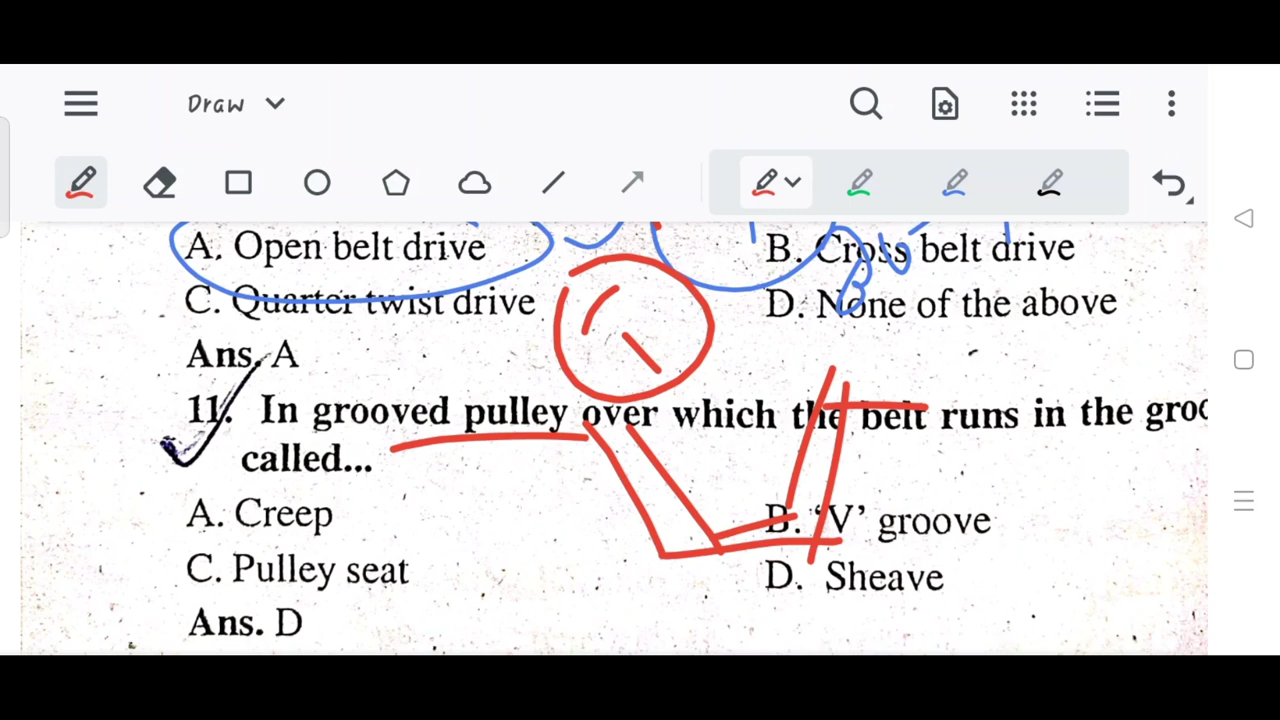 Draw
A. Open belt drive
B. Cross belt drive
C. Quarter twist drive
D. None of the above
Ans. A
11. In grooved pulley over which the belt runs in the groo
called...
A. Creep
B. ‘V’ groove
C. Pulley seat
D. Sheave
Ans. D